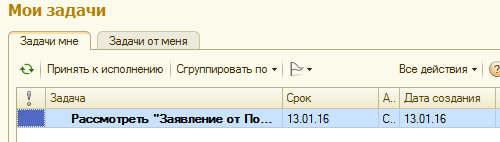 Мои задачи
Задачи мне Задачи от меня
Принять к исполнению Сгруппировать по Все действия ?
! Задача Срок А.. Дата создания
Рассмотреть "Заявление от По... 13.01.16 С.. 13.01.16